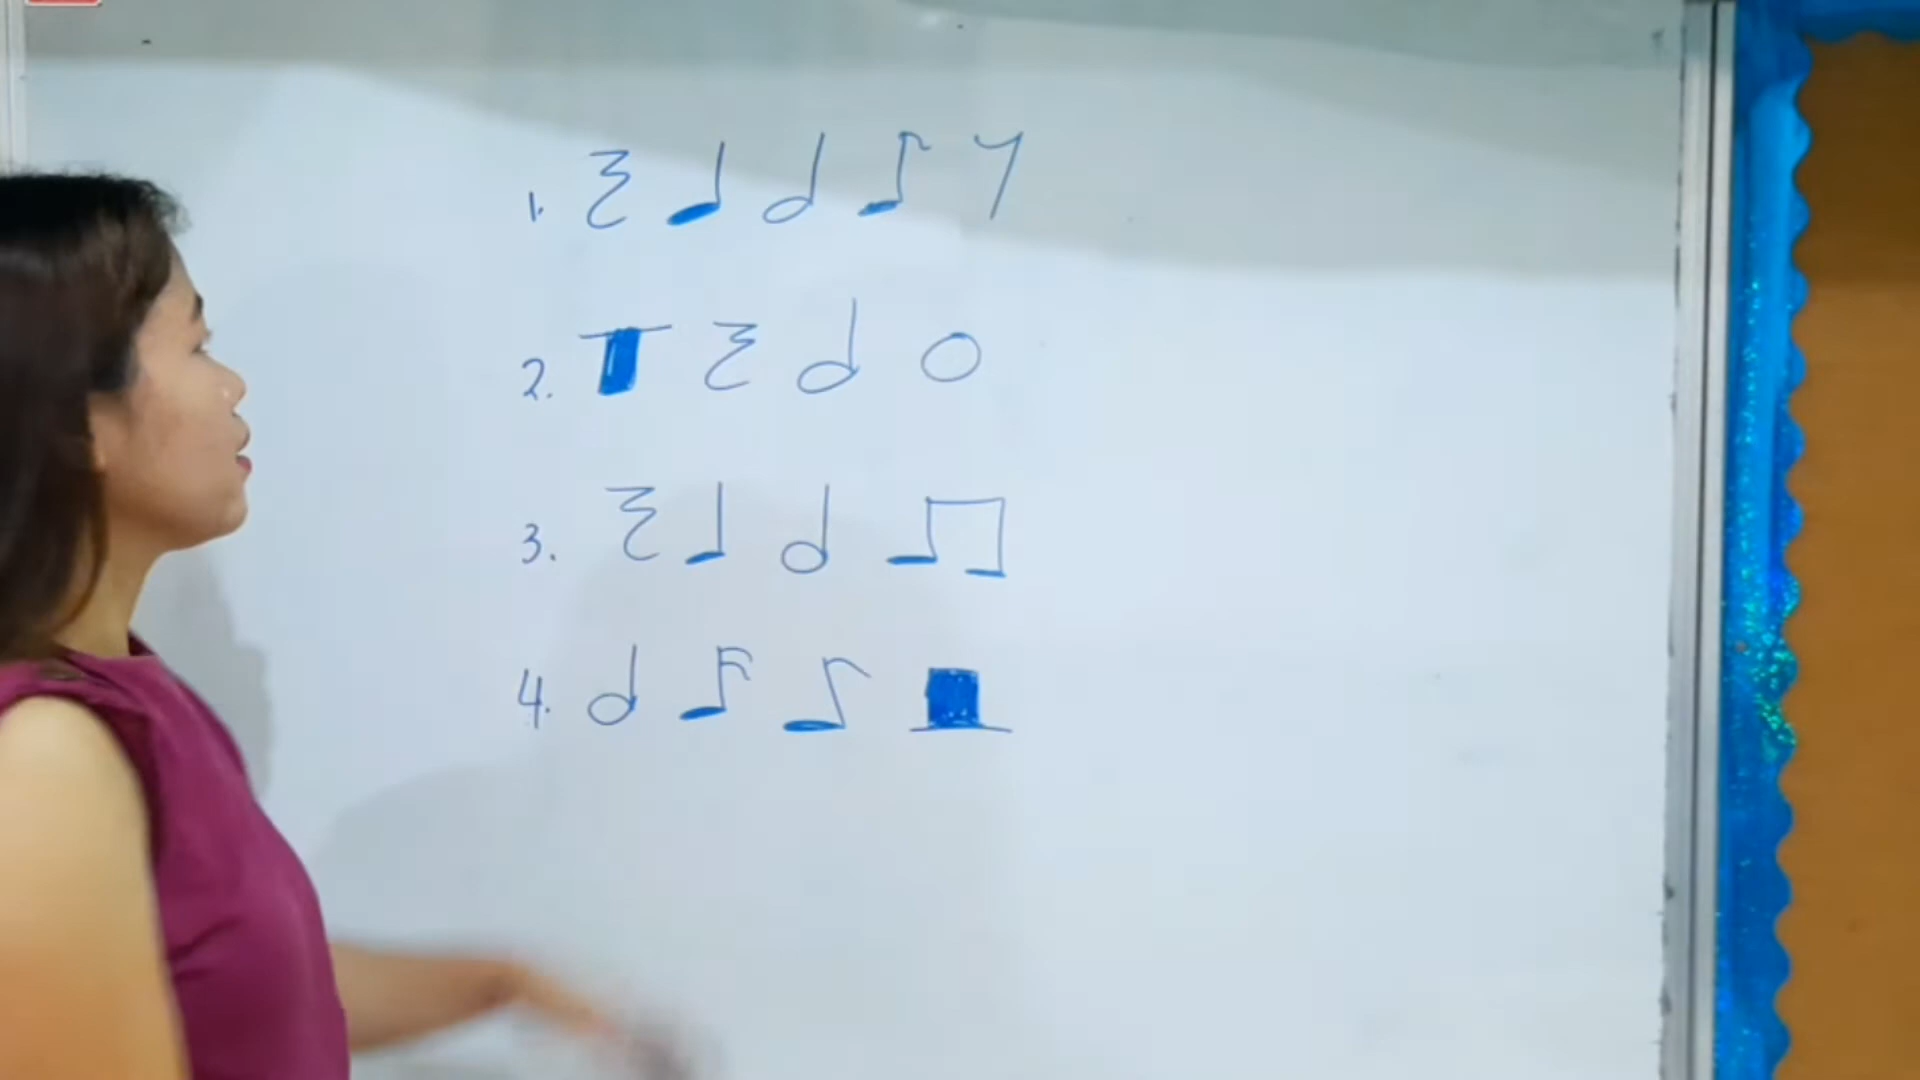 1. 𝄽 ♩ 𝅗𝅥 ♪ 𝄾
2. 𝄻 𝄽 𝅗𝅥 𝅝
3. 𝄽 ♩ 𝅗𝅥 ♫
4. 𝅗𝅥 𝅘𝅥𝅯 ♪ 𝄼